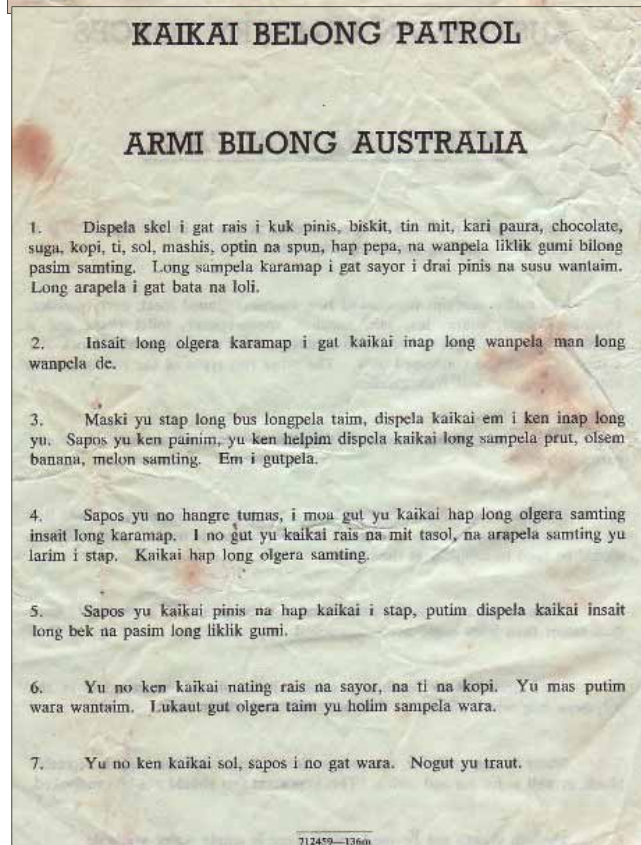 KAIKAI BELONG PATROL
ARMI BILONG AUSTRALIA
1. Dispela skel i gat rais i kuk pinis, biskit, tin mit, kari paura, chocolate,
suga, kopi, ti, sol, mashis, optin na spun, hap pepa, na wanpela liklik gumi bilong
pasim samting. Long sampela karamap i gat sayor i drai pinis na susu wantaim.
Long arapela i gat bata na loli.
2. Insait long olgera karamap i gat kaikai inap long wanpela man long
wanpela de.
3. Maski yu stap long bus longpela taim, dispela kaikai em i ken inap long
yu. Sapos yu ken painim, yu ken helpim dispela kaikai long sampela prut, olsem
banana, melon samting. Em i gutpela.
4. Sapos yu no hangre tumas, i moa gut yu kaikai hap long olgera samting
insait long karamap. I no gut yu kaikai rais na mit tasol, na arapela samting yu
larim i stap. Kaikai hap long olgera samting.
5. Sapos yu kaikai pinis na hap kaikai i stap, putim dispela kaikai insait
long bek na pasim long liklik gumi.
6. Yu no ken kaikai nating rais na sayor, na ti na kopi. Yu mas putim
wara wantaim. Lukaut gut olgera taim yu holim sampela wara.
7. Yu no ken kaikai sol, sapos i no gat wara. Nogut yu traut.
712459—136m